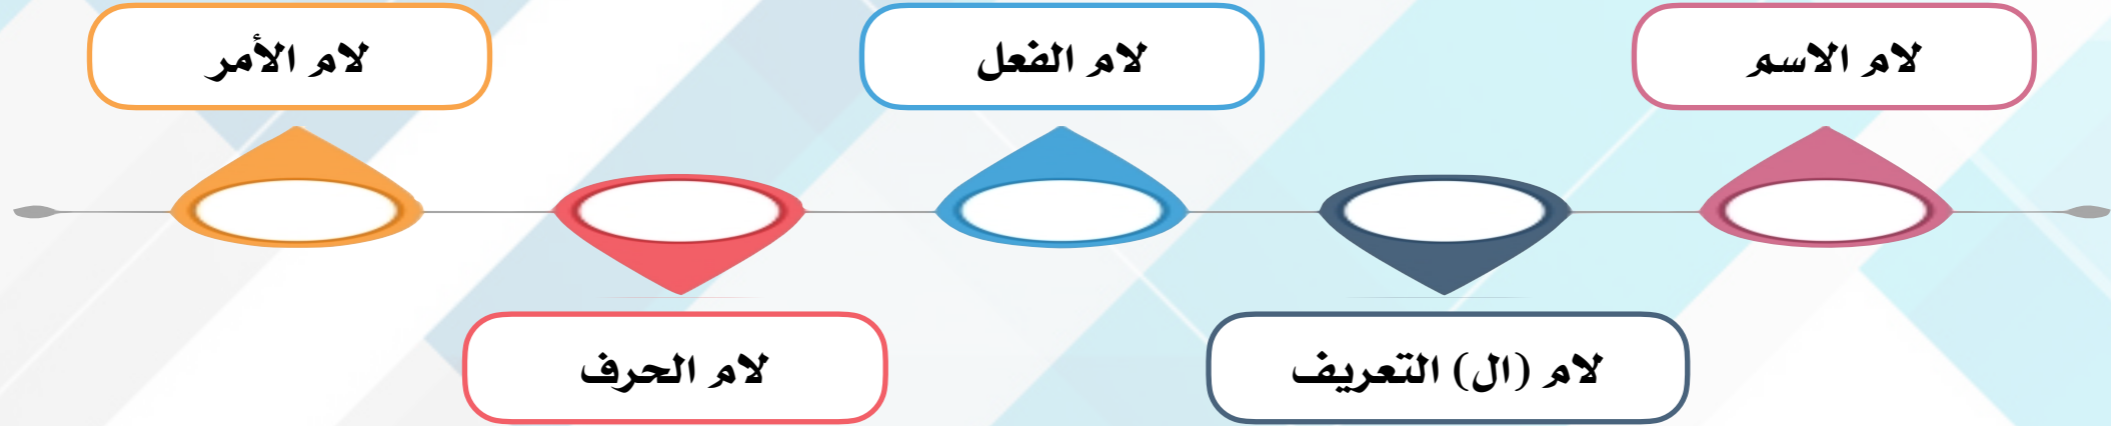 لام الاسم
لام (ال) التعريف
لام الفعل
لام الحرف
لام الأمر